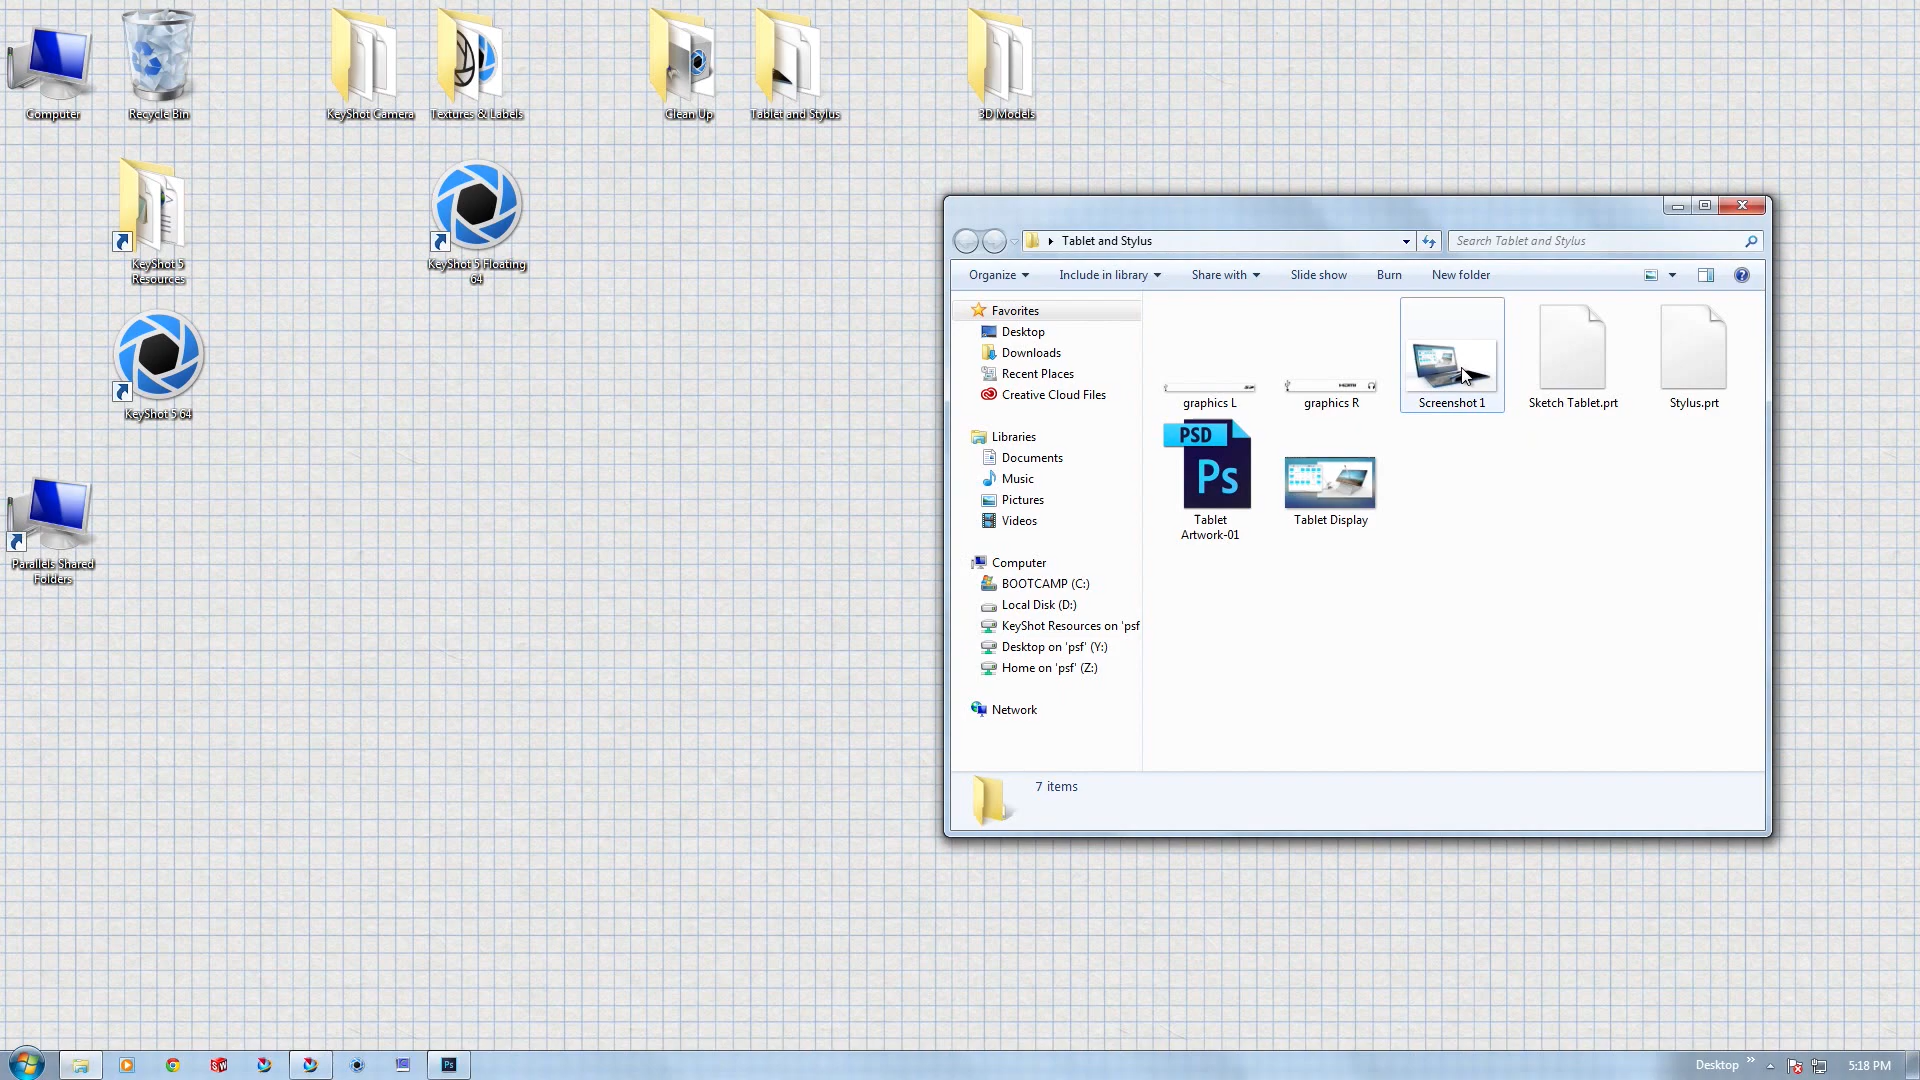 Computer
Recycle Bin
KeyShot Camera
Textures & Labels
Clean Up
Tablet and Stylus
3D Models
KeyShot 5
Resources
KeyShot 5 Floating
64
KeyShot 5 64
Parallels Shared
Folders
Tablet and Stylus
Search Tablet and Stylus
Organize
Include in library
Share with
Slide show
Burn
New folder
Favorites
Desktop
Downloads
Recent Places
Creative Cloud Files
Libraries
Documents
Music
Pictures
Videos
Computer
BOOTCAMP (C:)
Local Disk (D:)
KeyShot Resources on 'psf
Desktop on 'psf' (Y:)
Home on 'psf' (Z:)
Network
HDMI
graphics L
graphics R
Screenshot 1
Sketch Tablet.prt
Stylus.prt
PSD
Ps
Tablet
Artwork-01
Tablet Display
7 items
SW
Ps
Desktop
5:18 PM